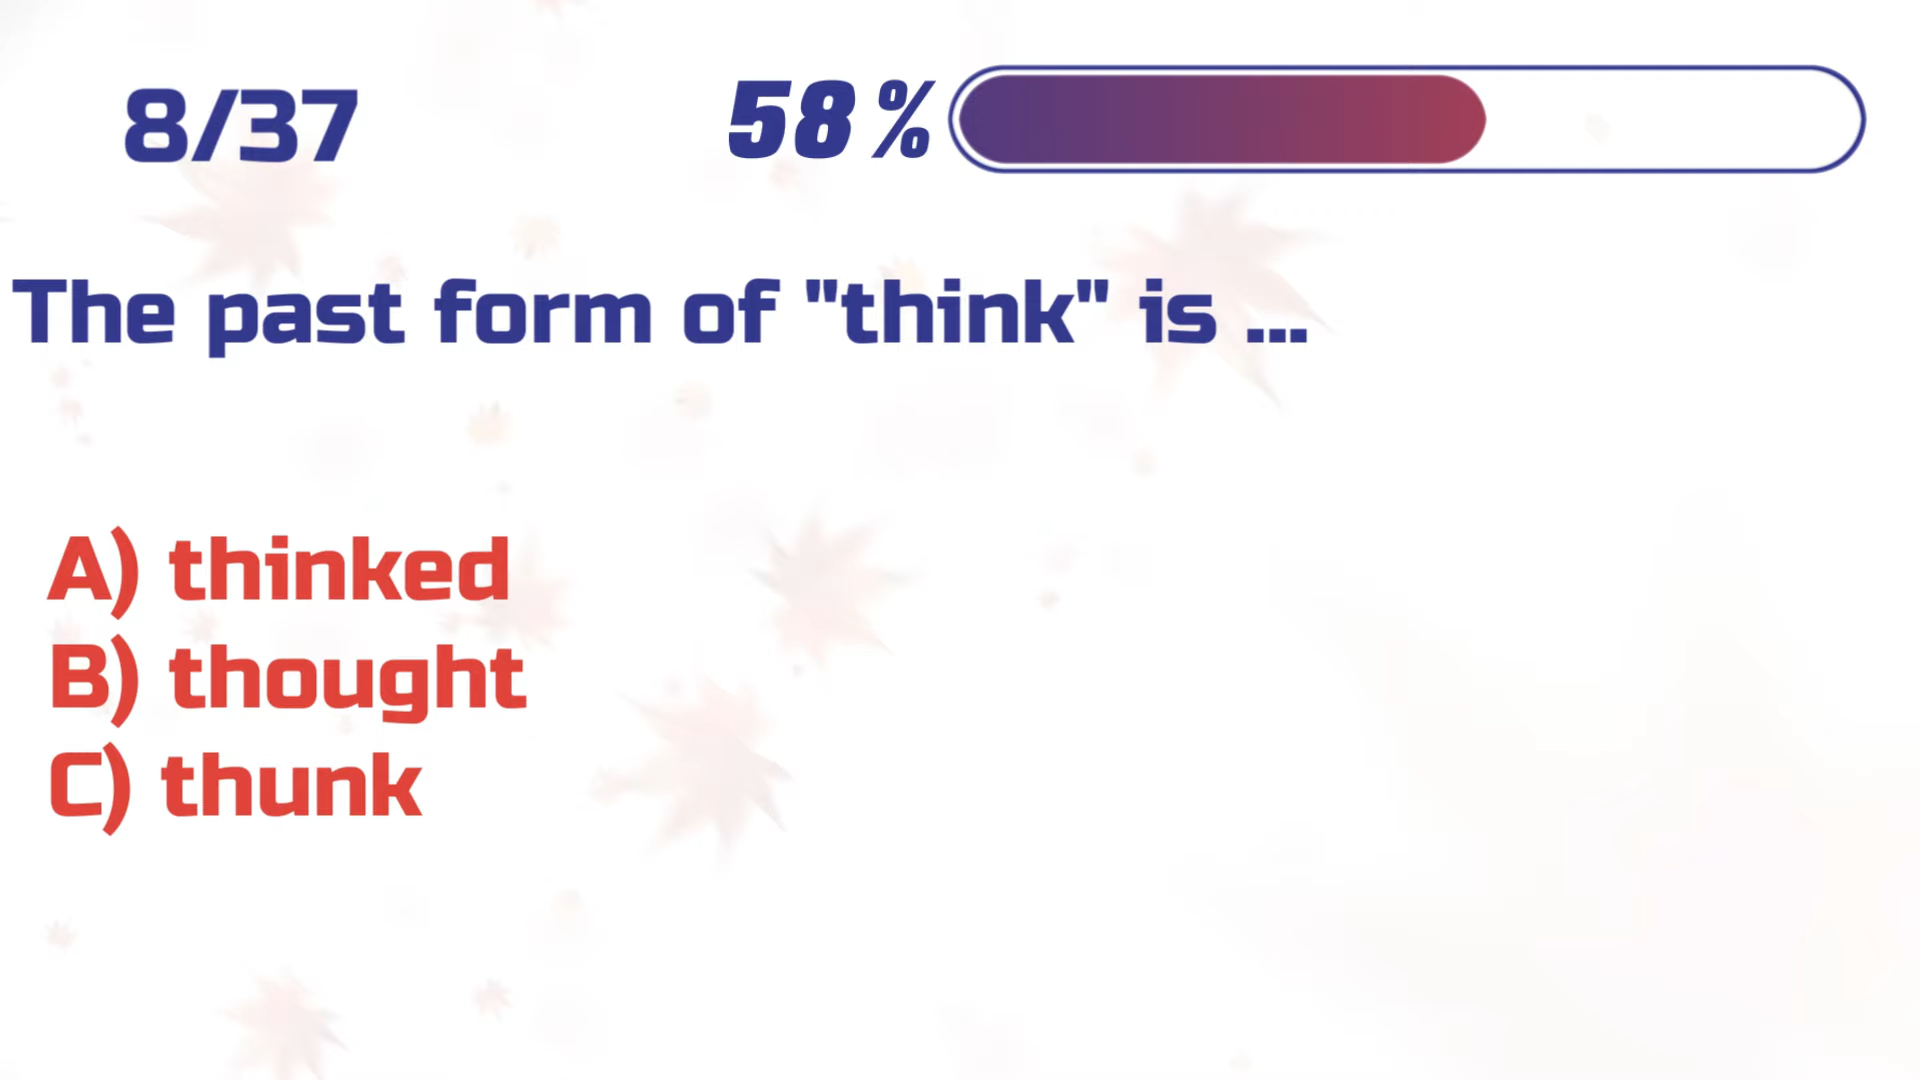 8/37
58%
The past form of "think" is ...
A) thinked
B) thought
C) thunk